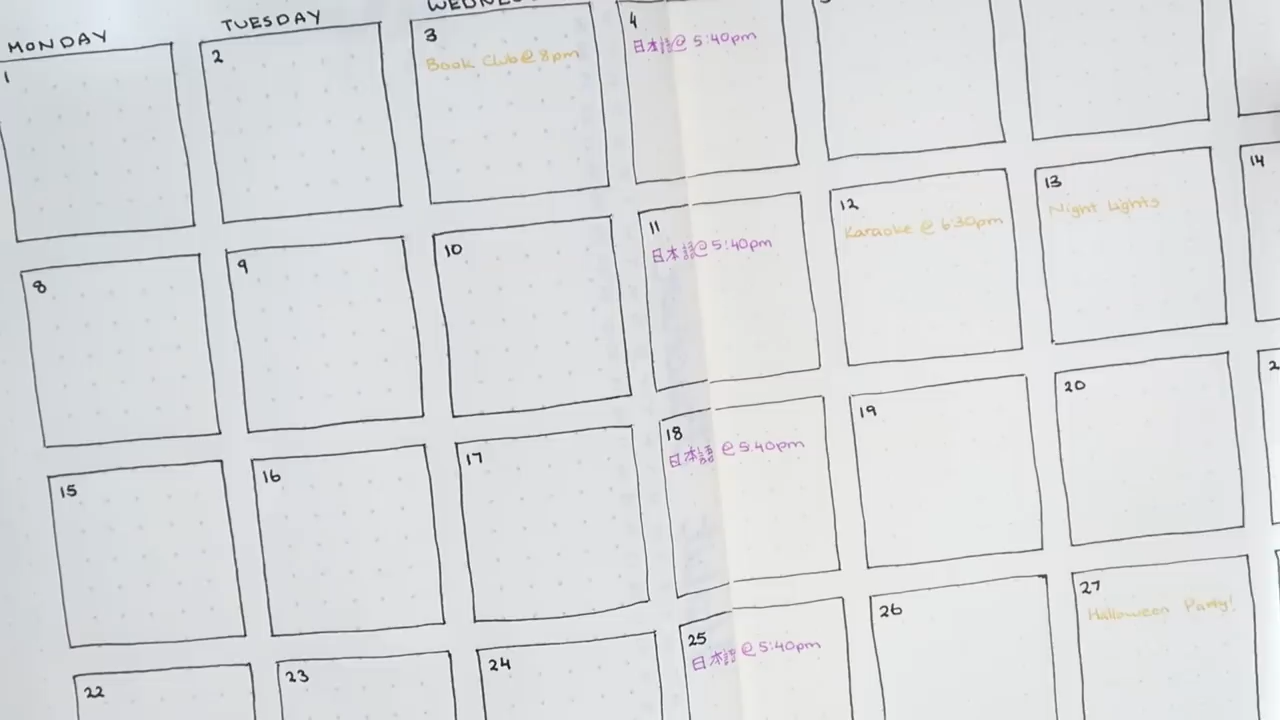 MONDAY
TUESDAY
1
2
3
Book Club @ 8pm
4
日本語@ 5:40pm
8
9
10
11
日本語@ 5:40pm
12
Karaoke @ 6:30pm
13
Night Lights
14
15
16
17
18
日本語 @ 5:40pm
19
20
22
23
24
25
日本語 @ 5:40pm
26
27
Halloween Party!